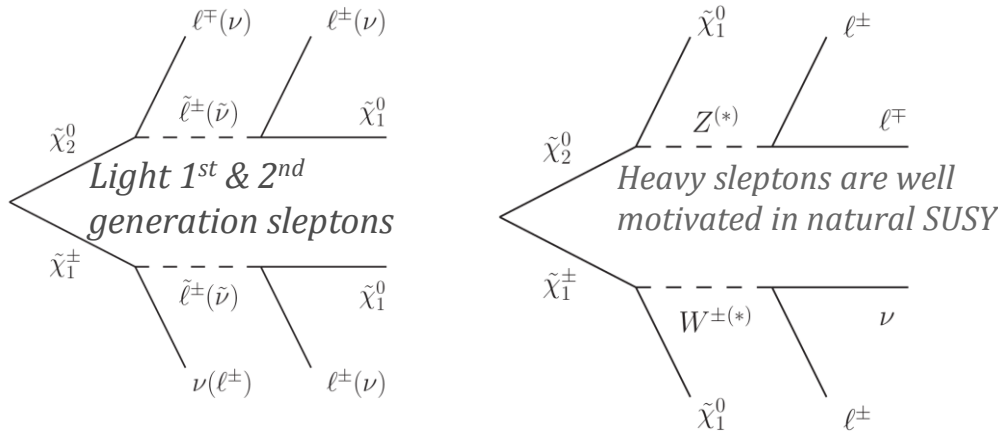 ℓ∓(ν) ℓ±(ν)
ℓ̃±(ν̃)
χ̃⁰₂ χ̃⁰₁
Light 1st & 2nd
generation sleptons
χ̃±₁
ℓ̃±(ν̃) χ̃⁰₁
ν(ℓ±) ℓ±(ν)
χ̃⁰₁ ℓ±
Z(*) ℓ∓
χ̃⁰₂
Heavy sleptons are well
motivated in natural SUSY
χ̃±₁
W±(*) ν
χ̃⁰₁ ℓ±